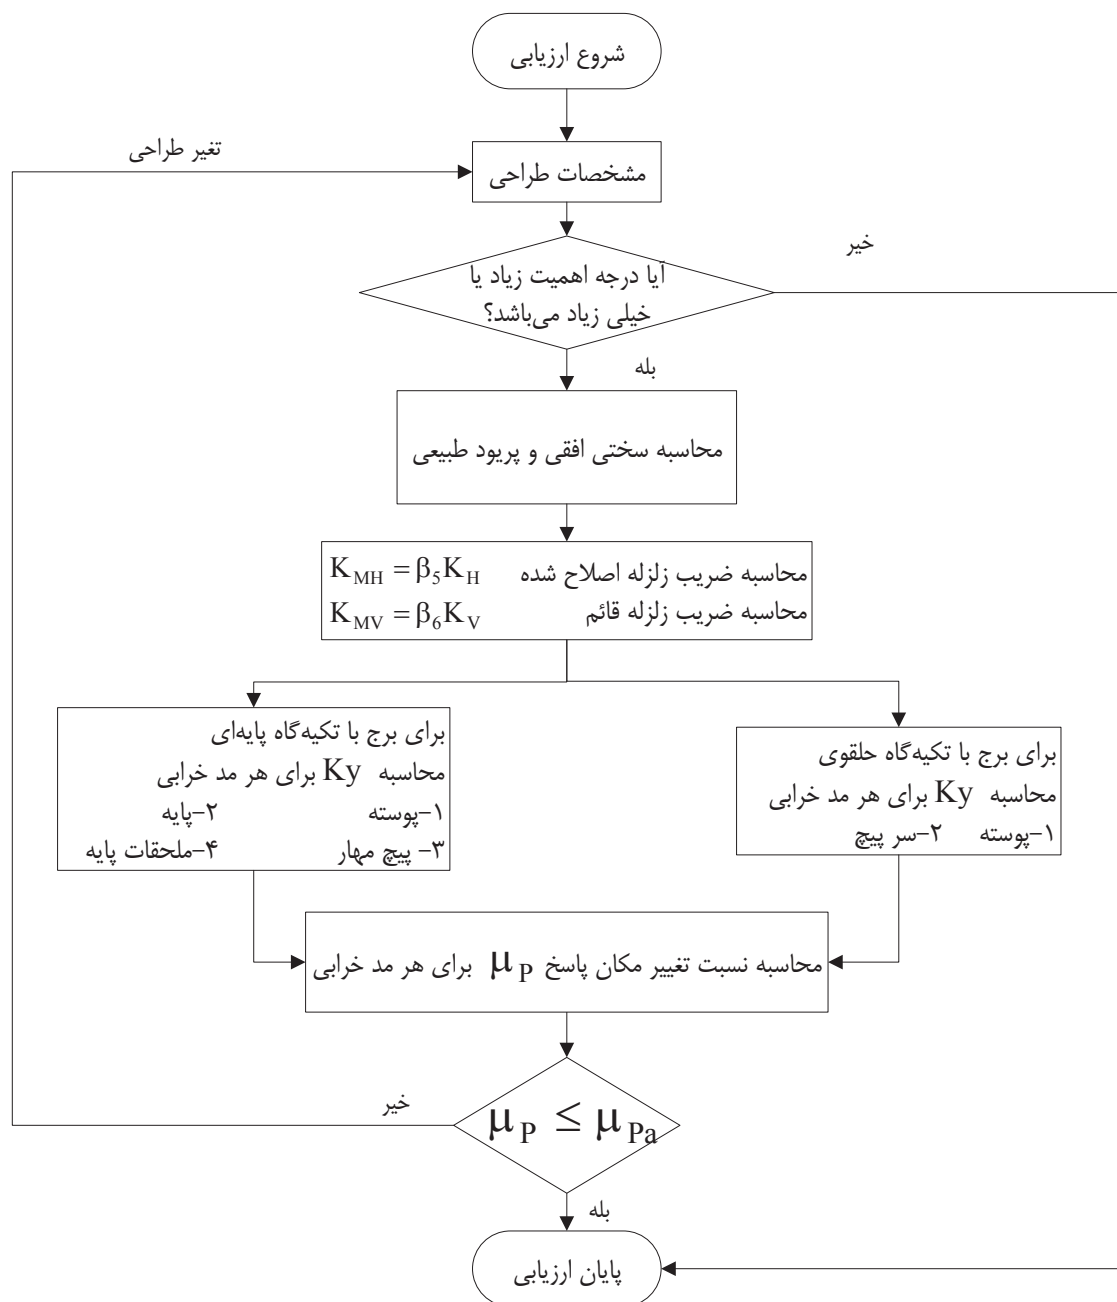 شروع ارزیابی
تغیر طراحی
مشخصات طراحی
خیر
آیا درجه اهمیت زیاد یا
خیلی زیاد می‌باشد؟
بله
محاسبه سختی افقی و پریود طبیعی
محاسبه ضریب زلزله اصلاح شده K_MH = β_5 K_H
محاسبه ضریب زلزله قائم K_MV = β_6 K_V
برای برج با تکیه‌گاه حلقوی
محاسبه Ky برای هر مد خرابی
۱-پوسته ۲-سر پیچ
برای برج با تکیه‌گاه پایه‌ای
محاسبه Ky برای هر مد خرابی
۱-پوسته ۲-پایه
۳- پیچ مهار ۴-ملحقات پایه
محاسبه نسبت تغییر مکان پاسخ μ_P برای هر مد خرابی
خیر
μ_P ≤ μ_Pa
بله
پایان ارزیابی